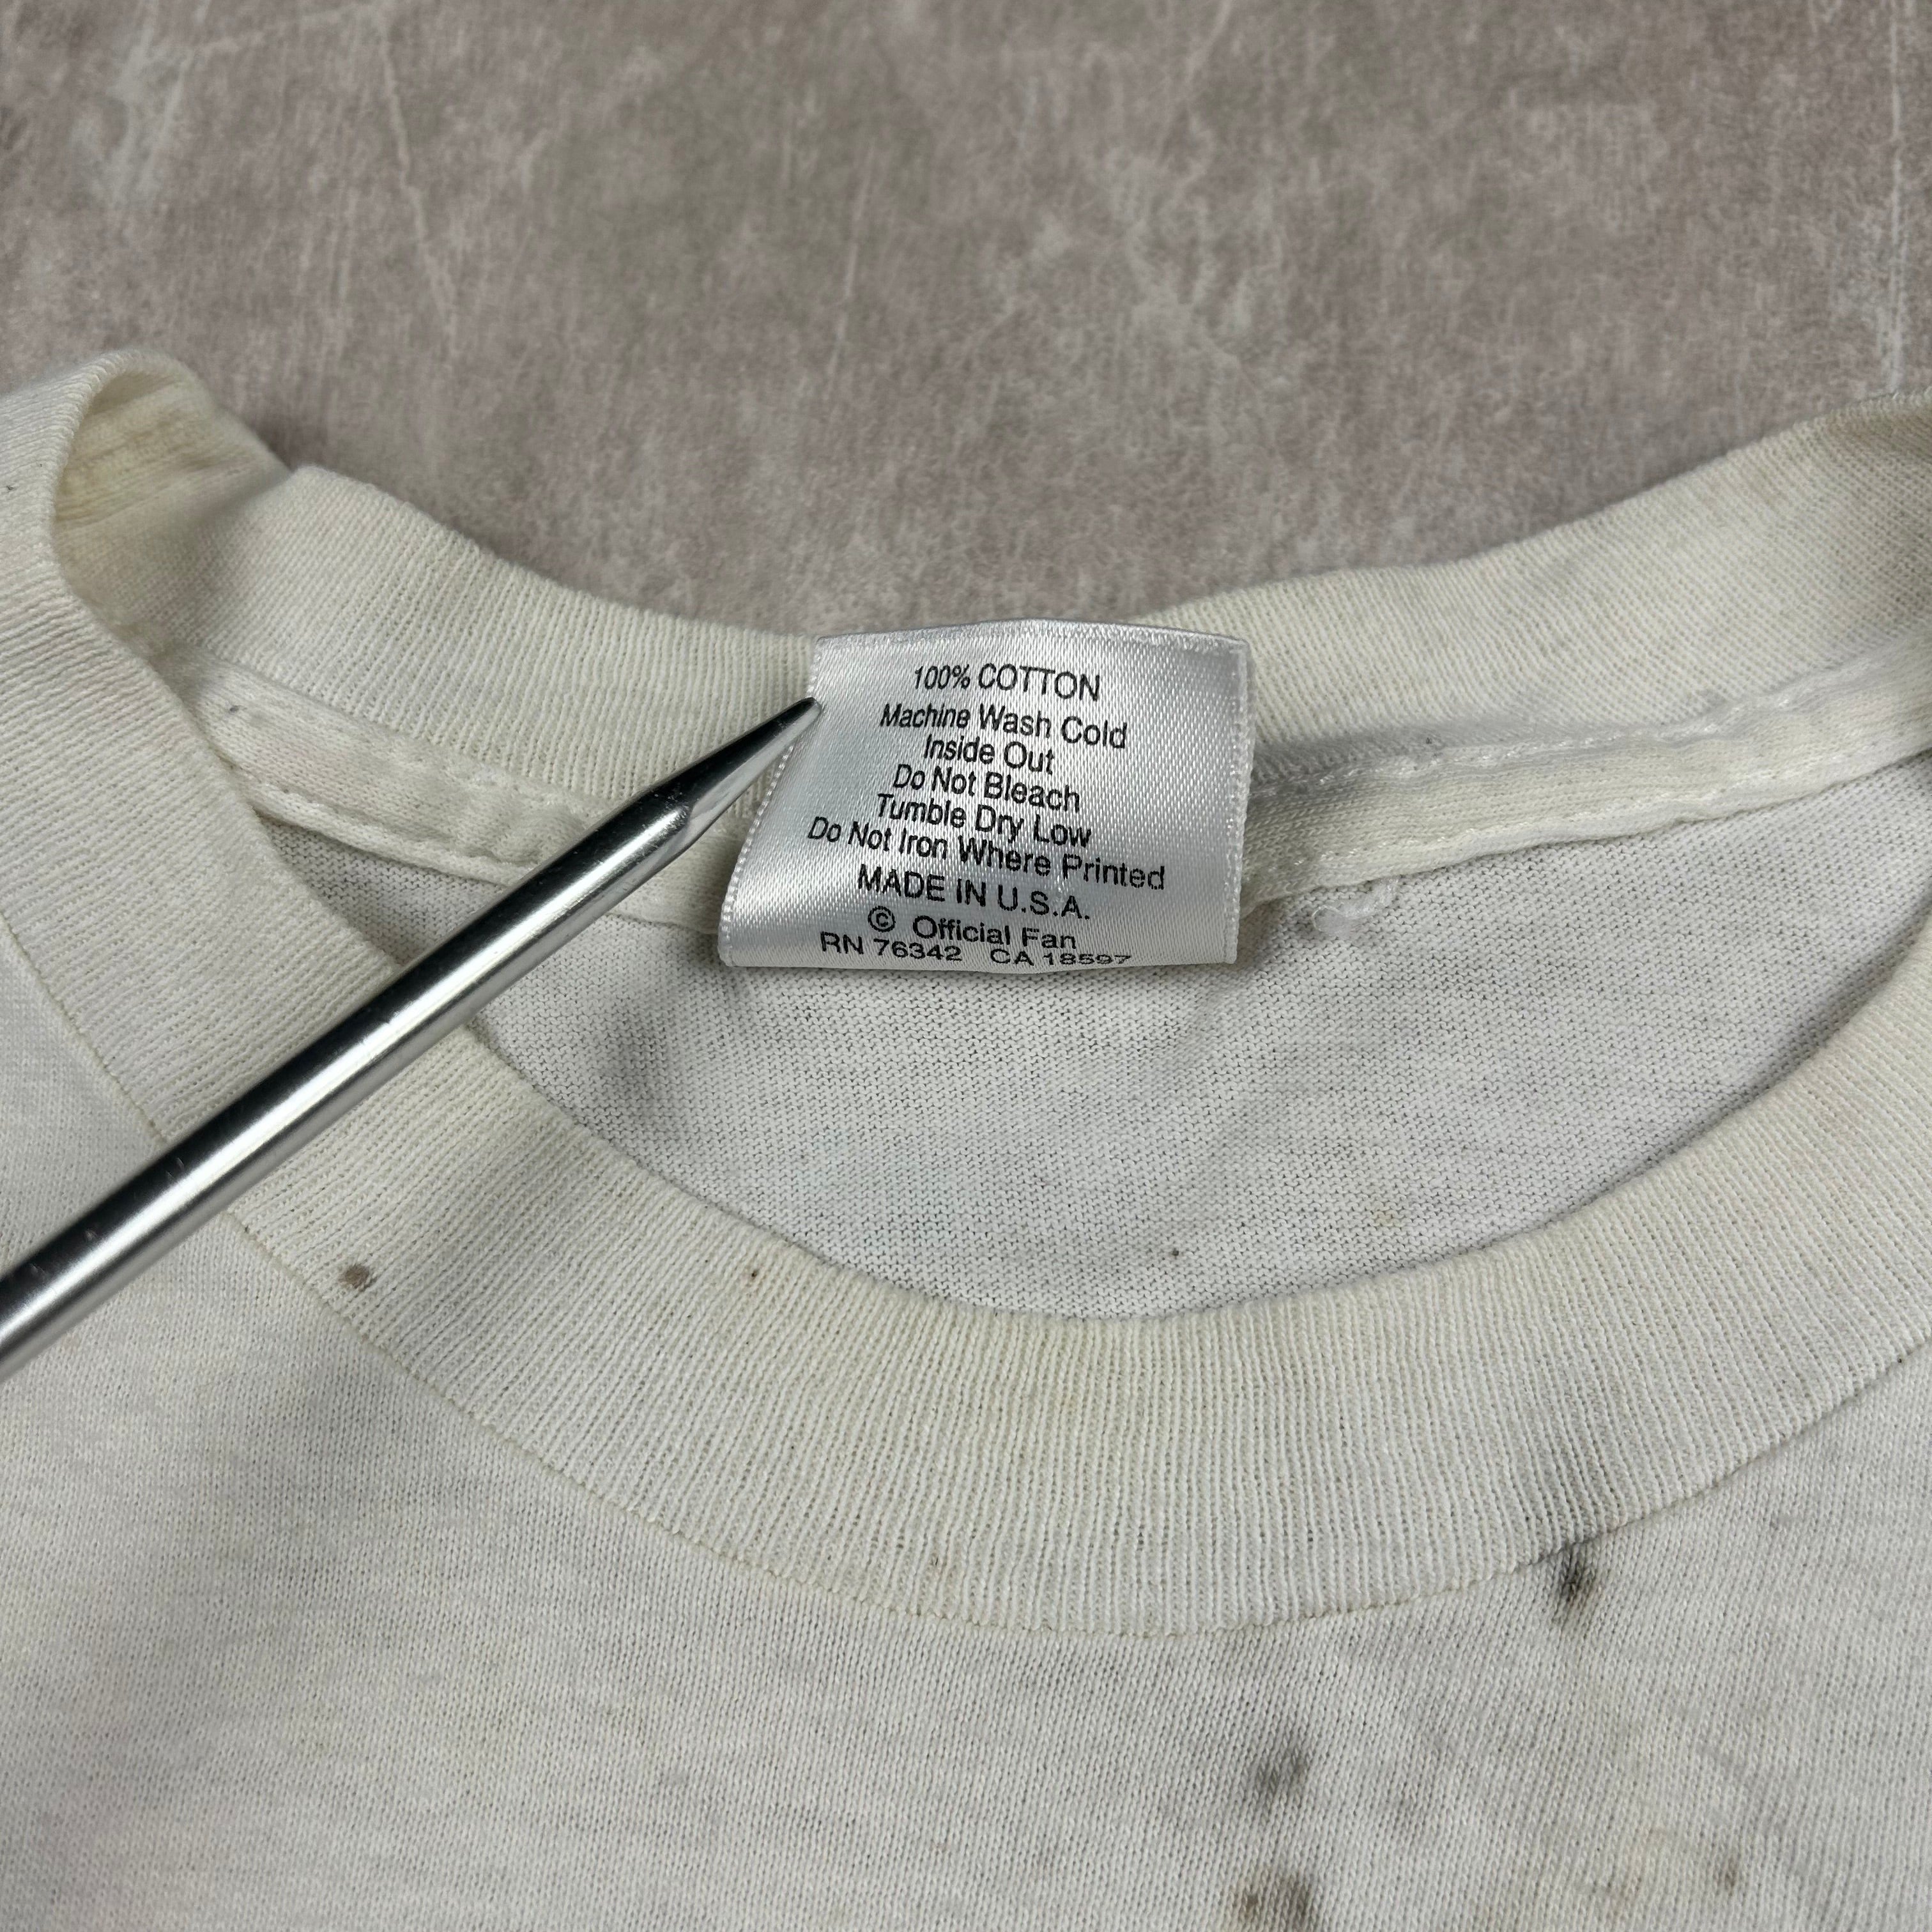 100% COTTON
Machine Wash Cold
Inside Out
Do Not Bleach
Tumble Dry Low
Do Not Iron Where Printed
MADE IN U.S.A.
© Official Fan
RN 76342 CA 18597